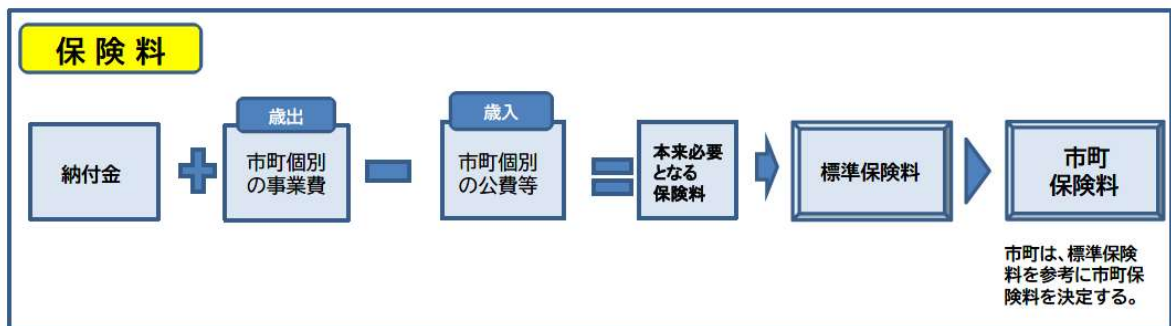 保険料
納付金
歳出
市町個別
の事業費
歳入
市町個別
の公費等
本来必要
となる
保険料
標準保険料
市町
保険料
市町は、標準保険
料を参考に市町保
険料を決定する。